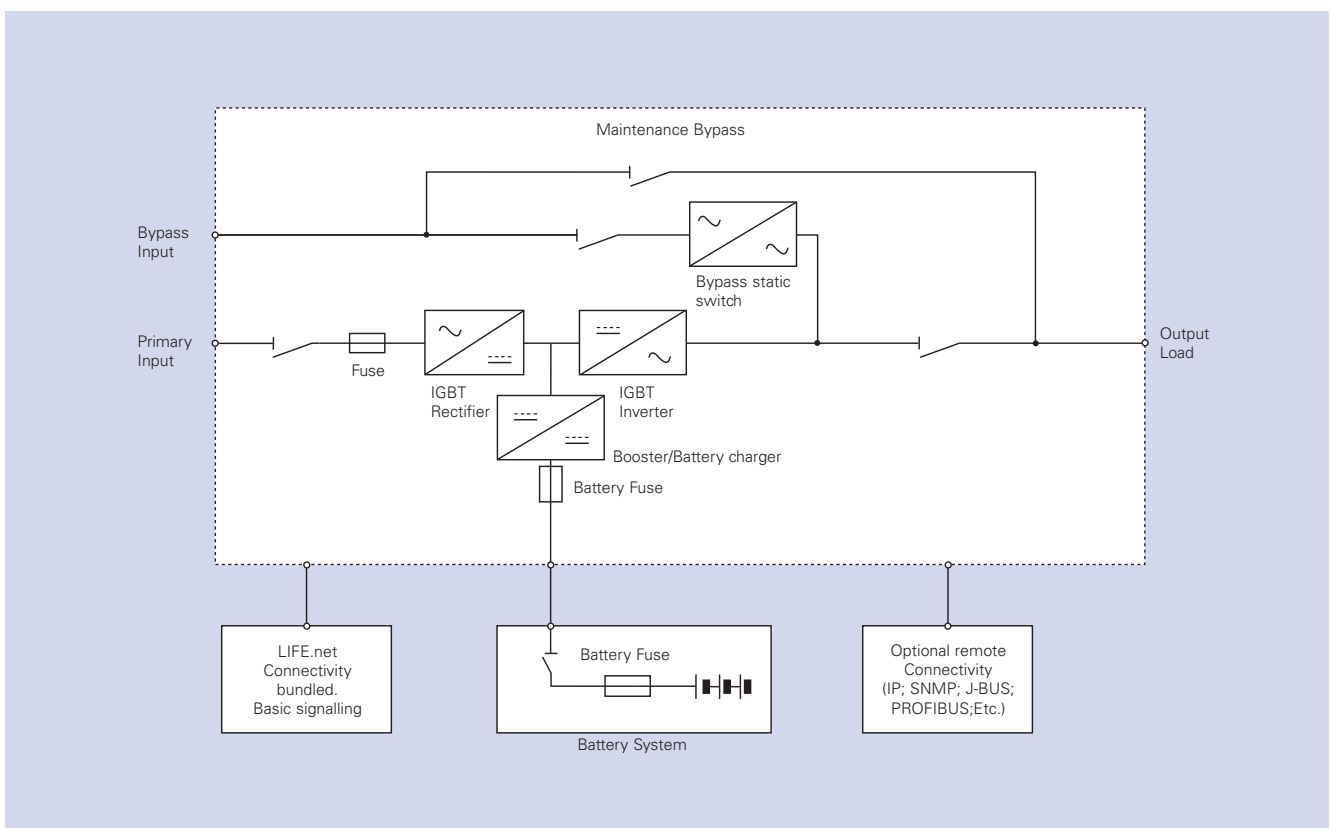 Maintenance Bypass
Bypass
Input
Bypass static
switch
Primary
Input
Fuse
IGBT
Rectifier
IGBT
Inverter
Output
Load
Booster/Battery charger
Battery Fuse
LIFE.net
Connectivity
bundled.
Basic signalling
Battery Fuse
Battery System
Optional remote
Connectivity
(IP; SNMP; J-BUS;
PROFIBUS;Etc.)